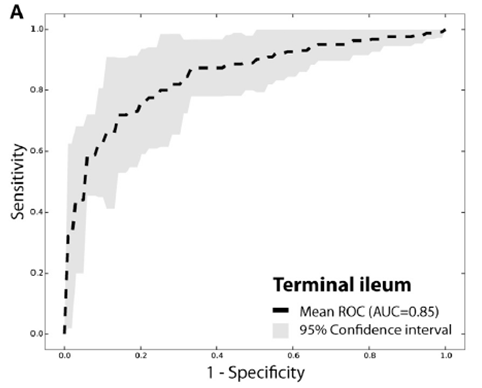 A
1.0
0.8
0.6
0.4
0.2
0.0
Sensitivity
Terminal ileum
Mean ROC (AUC=0.85)
95% Confidence interval
0.0 0.2 0.4 0.6 0.8 1.0
1 - Specificity